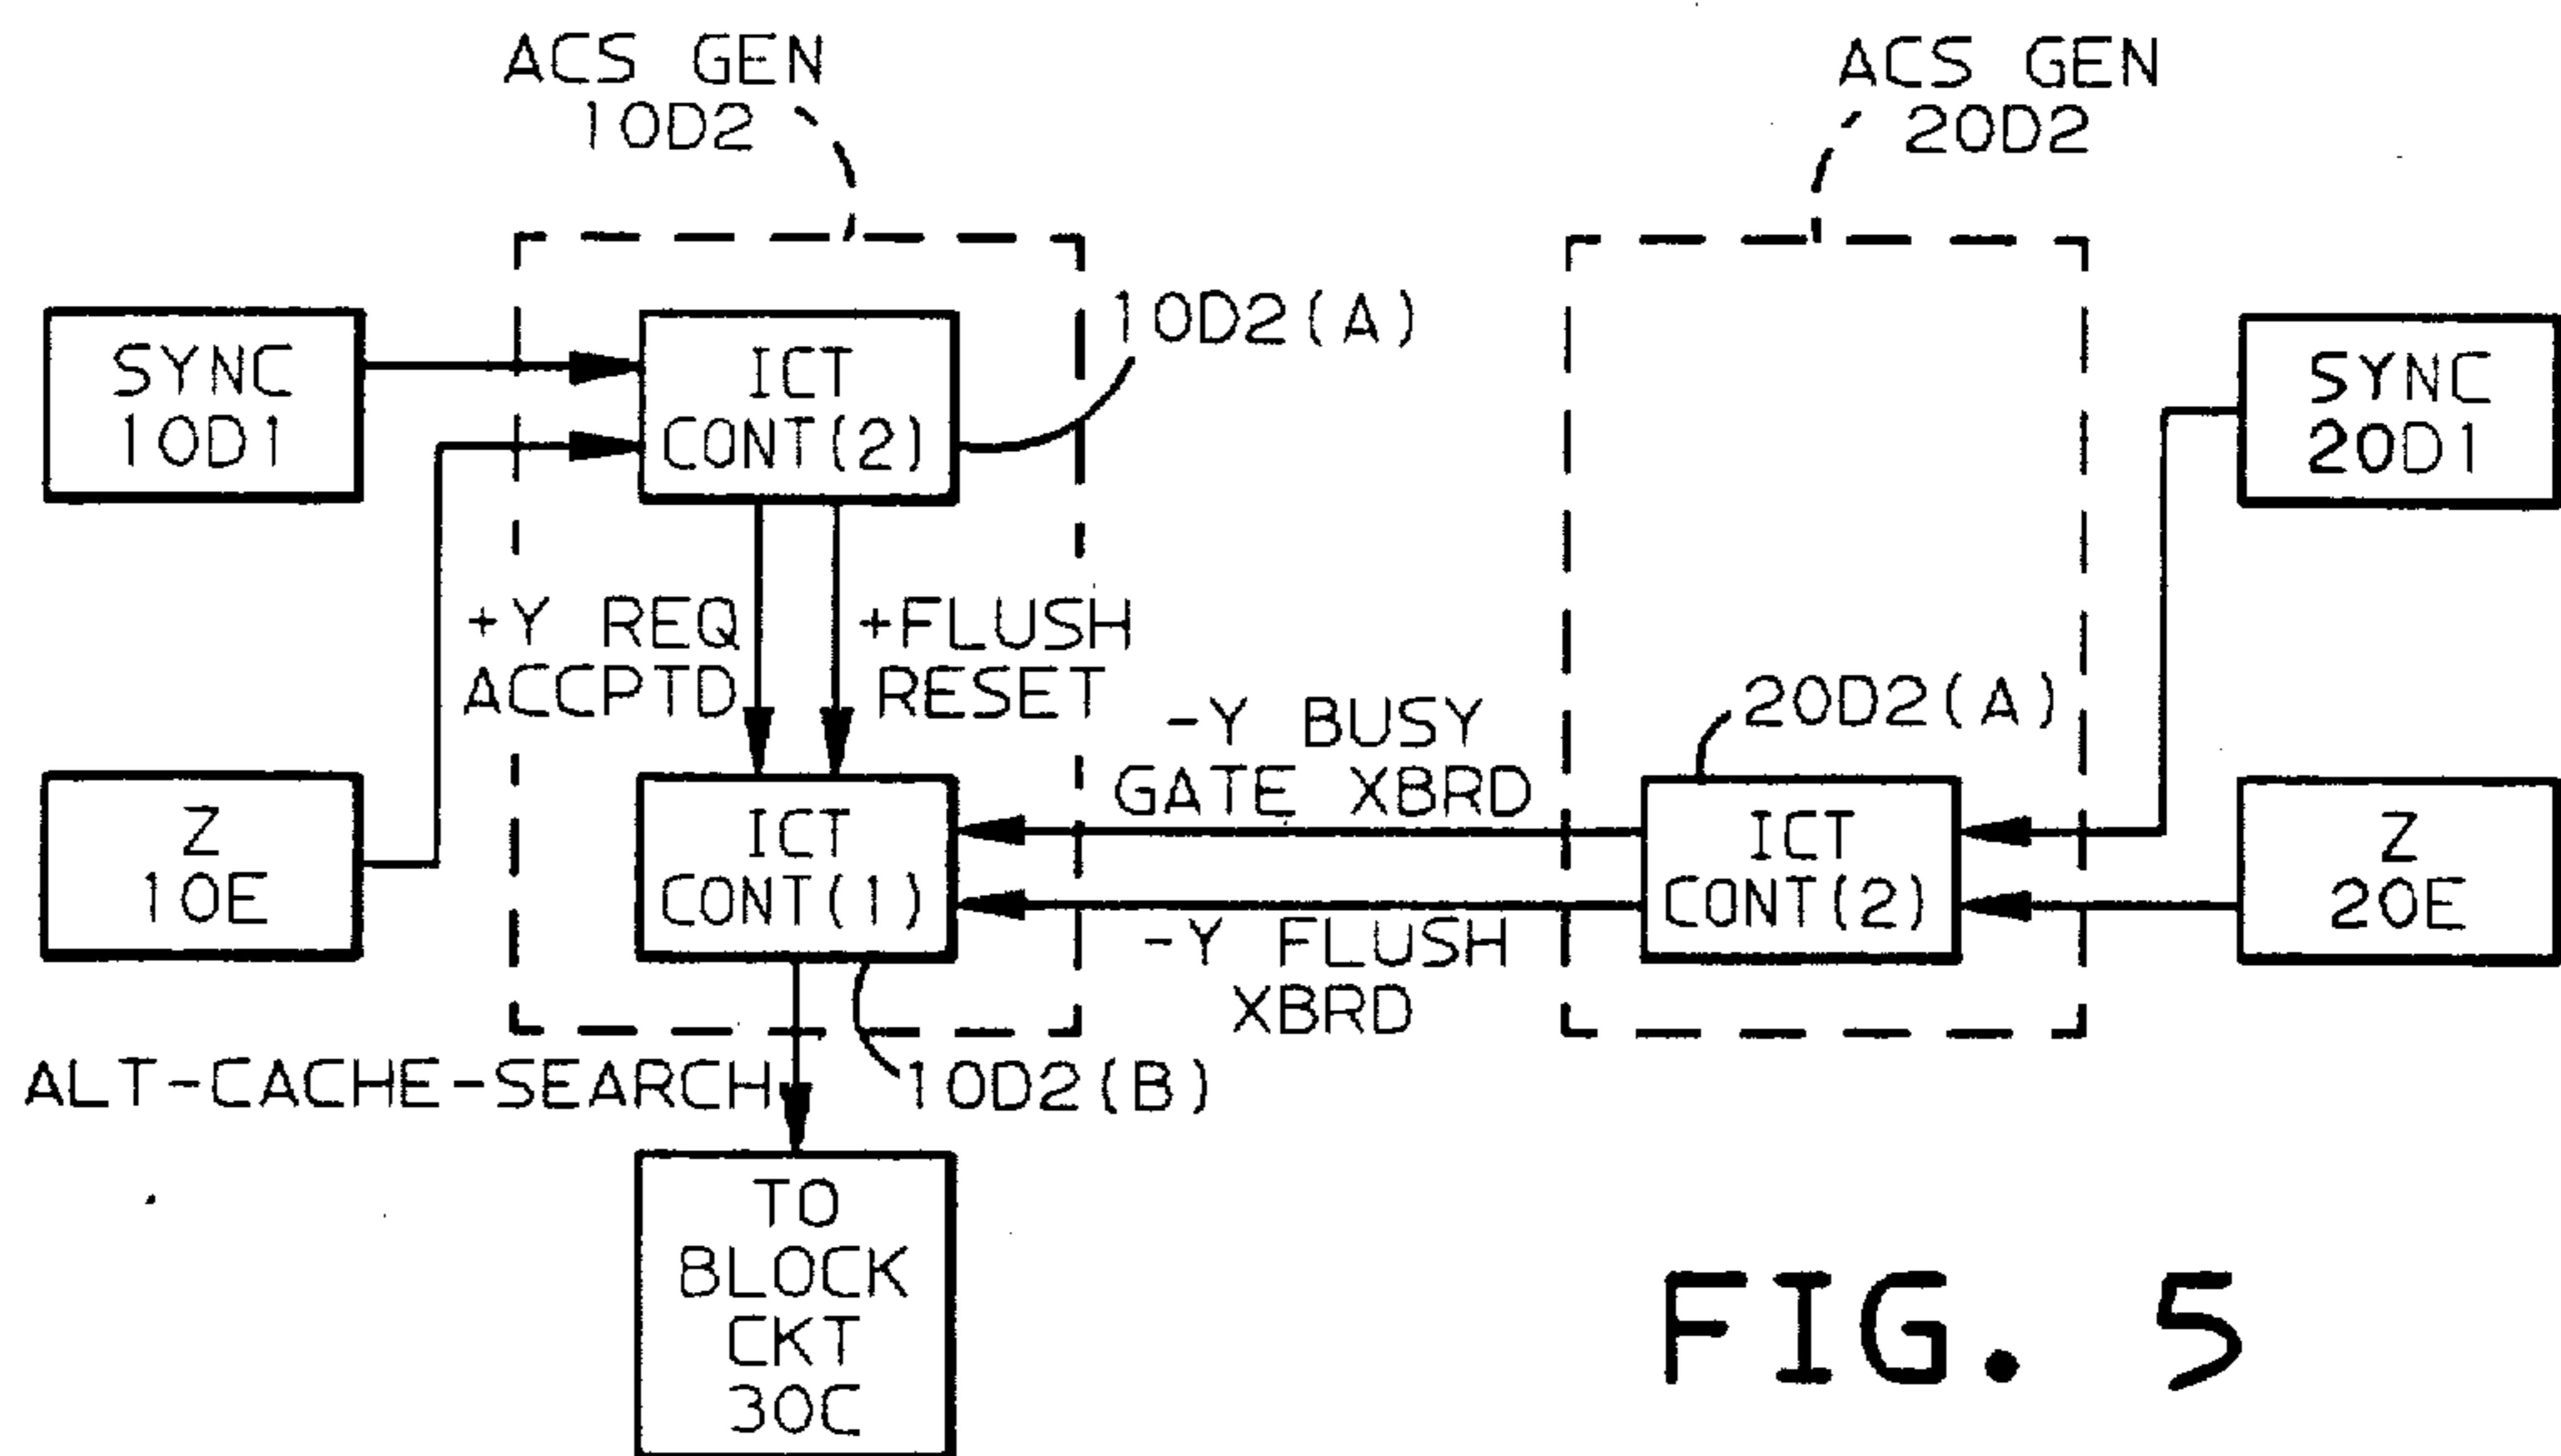 ACS GEN
10D2
ACS GEN
20D2
SYNC
10D1
ICT
CONT(2)
10D2(A)
SYNC
20D1
+Y REQ
ACCPTD
+FLUSH
RESET
-Y BUSY
GATE XBRD
20D2(A)
Z
10E
ICT
CONT(1)
ICT
CONT(2)
Z
20E
-Y FLUSH
XBRD
ALT-CACHE-SEARCH
10D2(B)
TO
BLOCK
CKT
30C
FIG. 5